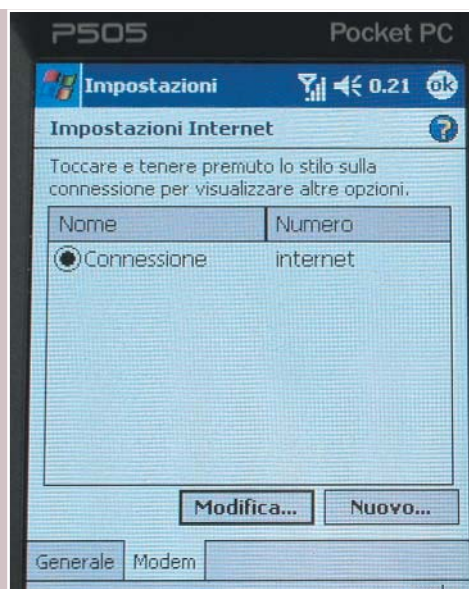 P505 Pocket PC
Impostazioni 0.21 ok
Impostazioni Internet ?
Toccare e tenere premuto lo stilo sulla
connessione per visualizzare altre opzioni.
Nome Numero
Connessione internet
Modifica... Nuovo...
Generale Modem